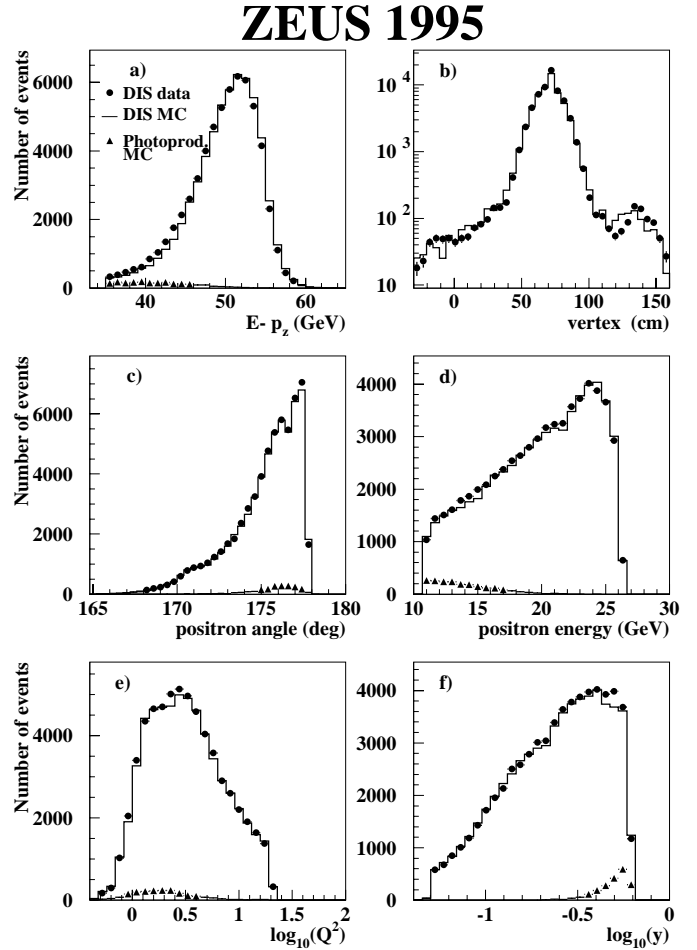 ZEUS 1995
Number of events
a)
DIS data
DIS MC
Photoprod.
MC
6000
4000
2000
0
40 50 60
E- p_z (GeV)
b)
10^4
10^3
10^2
10
0 50 100 150
vertex (cm)
Number of events
c)
6000
4000
2000
0
165 170 175 180
positron angle (deg)
d)
4000
3000
2000
1000
0
10 20 30
positron energy (GeV)
Number of events
e)
4000
2000
0
0 0.5 1 1.5 2
log_10(Q^2)
f)
4000
3000
2000
1000
0
-1 -0.5 0
log_10(y)